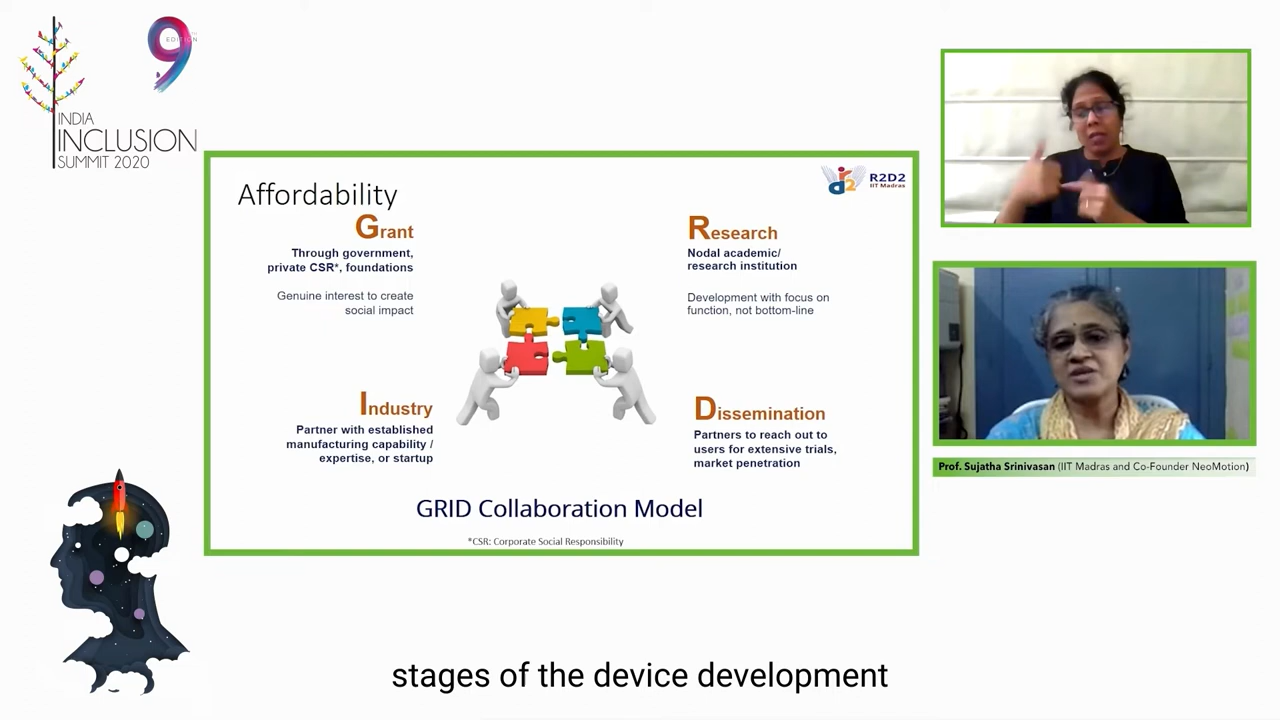 9
EDITION
INDIA
INCLUSION
SUMMIT 2020
Affordability
R2D2
IIT Madras
Grant
Through government,
private CSR*, foundations
Genuine interest to create
social impact
Research
Nodal academic/
research institution
Development with focus on
function, not bottom-line
Industry
Partner with established
manufacturing capability /
expertise, or startup
Dissemination
Partners to reach out to
users for extensive trials,
market penetration
GRID Collaboration Model
*CSR: Corporate Social Responsibility
Prof. Sujatha Srinivasan (IIT Madras and Co-Founder NeoMotion)
stages of the device development